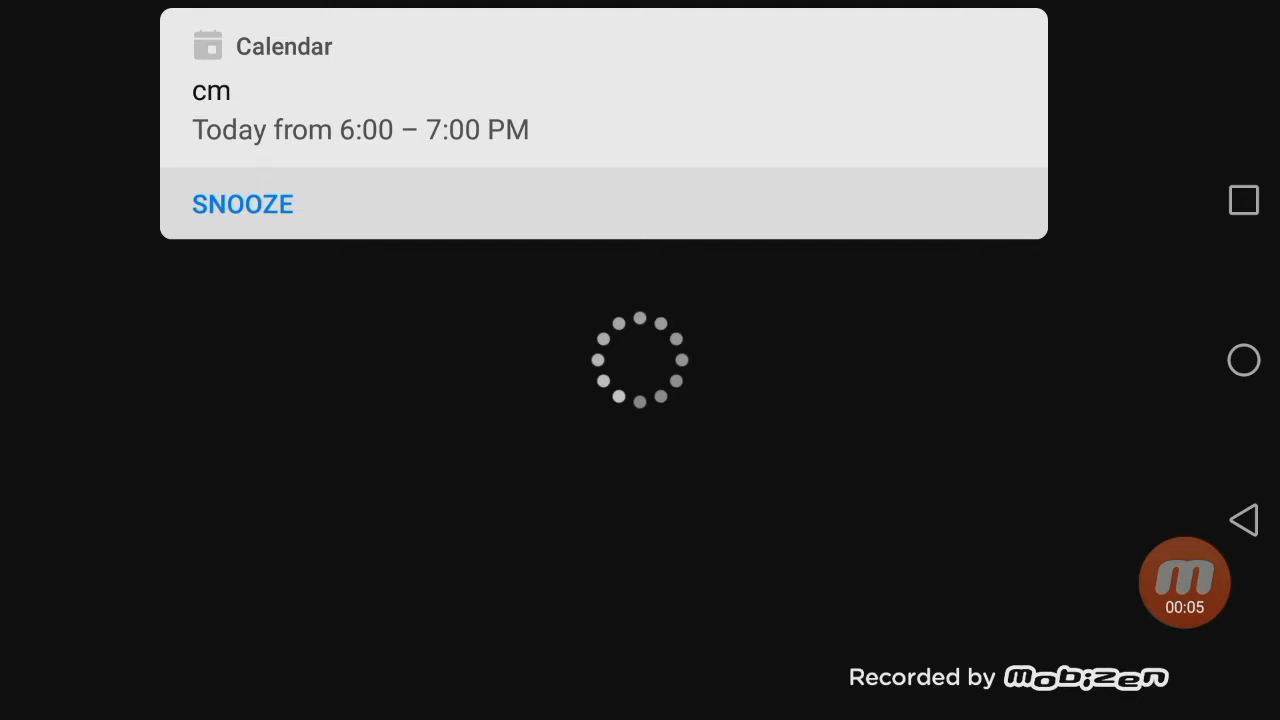 Calendar
cm
Today from 6:00 – 7:00 PM
SNOOZE
00:05
Recorded by mobizen